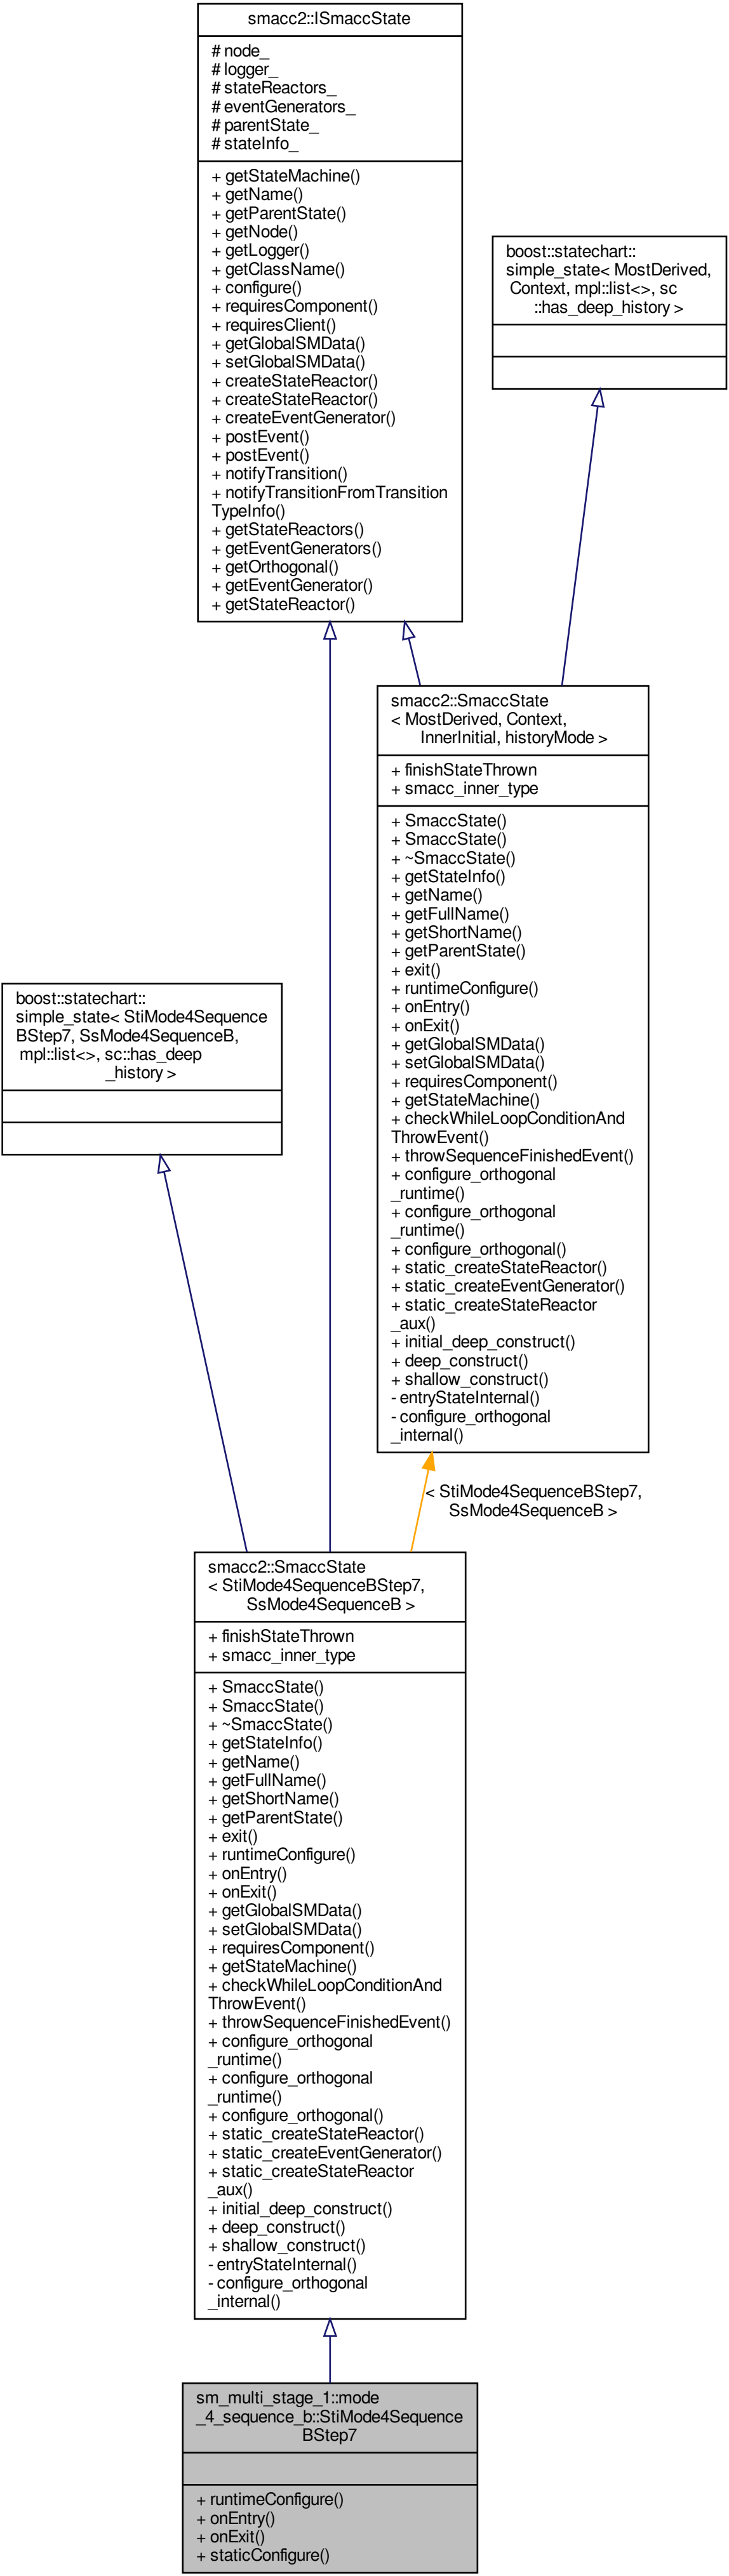 smacc2::ISmaccState
# node_
# logger_
# stateReactors_
# eventGenerators_
# parentState_
# stateInfo_
+ getStateMachine()
+ getName()
+ getParentState()
+ getNode()
+ getLogger()
+ getClassName()
+ configure()
+ requiresComponent()
+ requiresClient()
+ getGlobalSMData()
+ setGlobalSMData()
+ createStateReactor()
+ createStateReactor()
+ createEventGenerator()
+ postEvent()
+ postEvent()
+ notifyTransition()
+ notifyTransitionFromTransition
TypeInfo()
+ getStateReactors()
+ getEventGenerators()
+ getOrthogonal()
+ getEventGenerator()
+ getStateReactor()
boost::statechart::
simple_state< MostDerived,
Context, mpl::list<>, sc
::has_deep_history >
smacc2::SmaccState
< MostDerived, Context,
InnerInitial, historyMode >
+ finishStateThrown
+ smacc_inner_type
+ SmaccState()
+ SmaccState()
+ ~SmaccState()
+ getStateInfo()
+ getName()
+ getFullName()
+ getShortName()
+ getParentState()
+ exit()
+ runtimeConfigure()
+ onEntry()
+ onExit()
+ getGlobalSMData()
+ setGlobalSMData()
+ requiresComponent()
+ getStateMachine()
+ checkWhileLoopConditionAnd
ThrowEvent()
+ throwSequenceFinishedEvent()
+ configure_orthogonal
_runtime()
+ configure_orthogonal
_runtime()
+ configure_orthogonal()
+ static_createStateReactor()
+ static_createEventGenerator()
+ static_createStateReactor
_aux()
+ initial_deep_construct()
+ deep_construct()
+ shallow_construct()
- entryStateInternal()
- configure_orthogonal
_internal()
boost::statechart::
simple_state< StiMode4Sequence
BStep7, SsMode4SequenceB,
mpl::list<>, sc::has_deep
_history >
< StiMode4SequenceBStep7,
SsMode4SequenceB >
smacc2::SmaccState
< StiMode4SequenceBStep7,
SsMode4SequenceB >
+ finishStateThrown
+ smacc_inner_type
+ SmaccState()
+ SmaccState()
+ ~SmaccState()
+ getStateInfo()
+ getName()
+ getFullName()
+ getShortName()
+ getParentState()
+ exit()
+ runtimeConfigure()
+ onEntry()
+ onExit()
+ getGlobalSMData()
+ setGlobalSMData()
+ requiresComponent()
+ getStateMachine()
+ checkWhileLoopConditionAnd
ThrowEvent()
+ throwSequenceFinishedEvent()
+ configure_orthogonal
_runtime()
+ configure_orthogonal
_runtime()
+ configure_orthogonal()
+ static_createStateReactor()
+ static_createEventGenerator()
+ static_createStateReactor
_aux()
+ initial_deep_construct()
+ deep_construct()
+ shallow_construct()
- entryStateInternal()
- configure_orthogonal
_internal()
sm_multi_stage_1::mode
_4_sequence_b::StiMode4Sequence
BStep7
+ runtimeConfigure()
+ onEntry()
+ onExit()
+ staticConfigure()